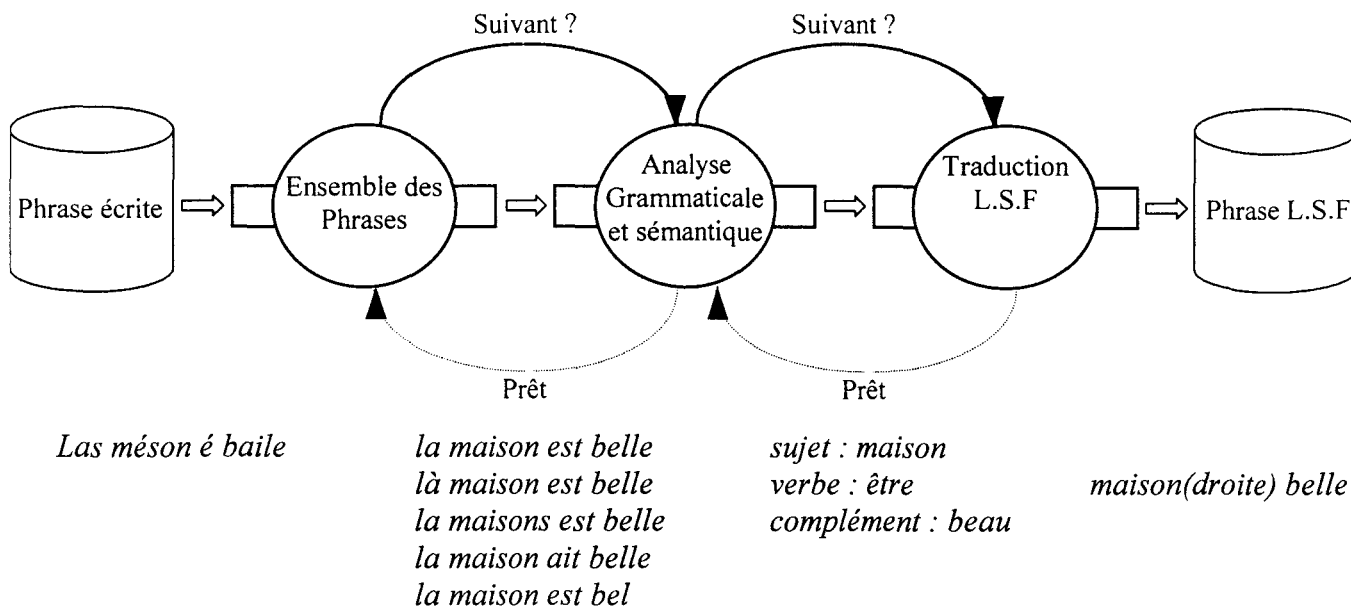 Suivant ?
Suivant ?
Phrase écrite
Ensemble des
Phrases
Analyse
Grammaticale
et sémantique
Traduction
L.S.F
Phrase L.S.F
Prêt
Prêt
Las méson é baile
la maison est belle
là maison est belle
la maisons est belle
la maison ait belle
la maison est bel
sujet : maison
verbe : être
complément : beau
maison(droite) belle